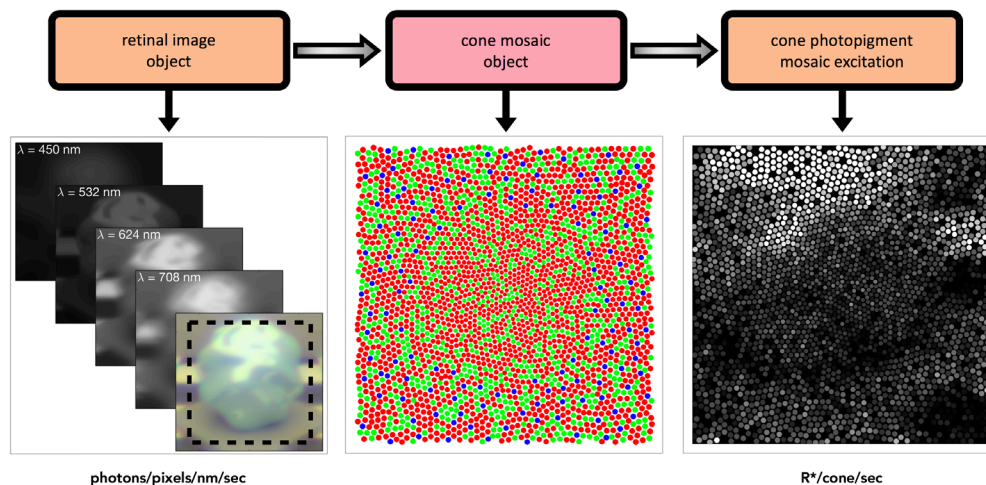 retinal image
object
cone mosaic
object
cone photopigment
mosaic excitation
λ = 450 nm
λ = 532 nm
λ = 624 nm
λ = 708 nm
photons/pixels/nm/sec
R*/cone/sec